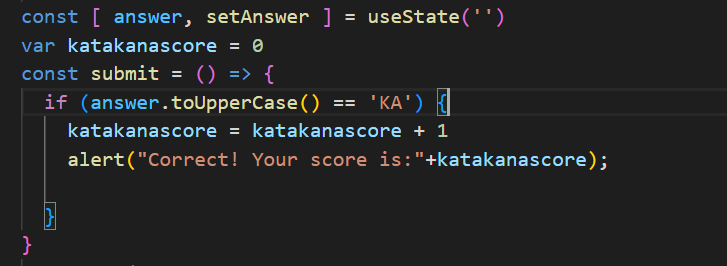 const [ answer, setAnswer ] = useState('')
var katakanascore = 0
const submit = () => {
if (answer.toUpperCase() == 'KA') {
katakanascore = katakanascore + 1
alert("Correct! Your score is:"+katakanascore);
}
}